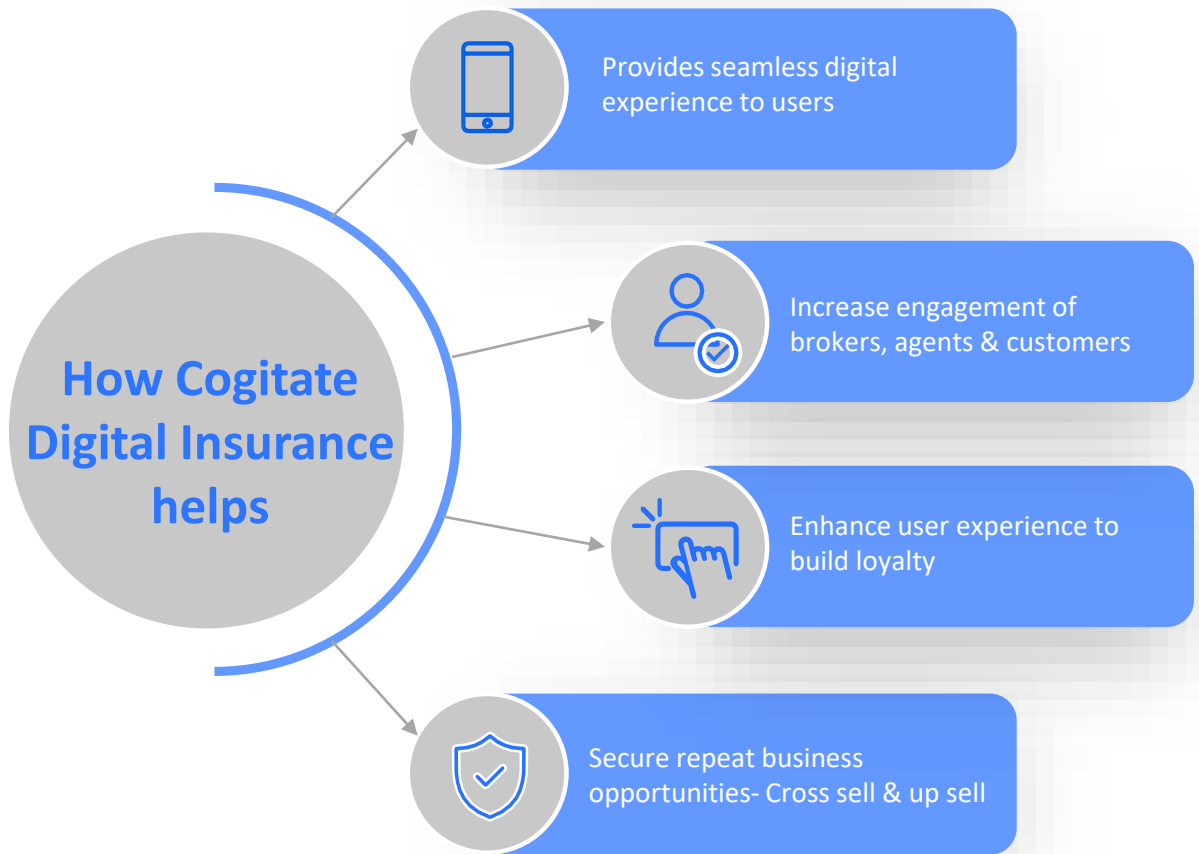 How Cogitate
Digital Insurance
helps
Provides seamless digital
experience to users
Increase engagement of
brokers, agents & customers
Enhance user experience to
build loyalty
Secure repeat business
opportunities- Cross sell & up sell